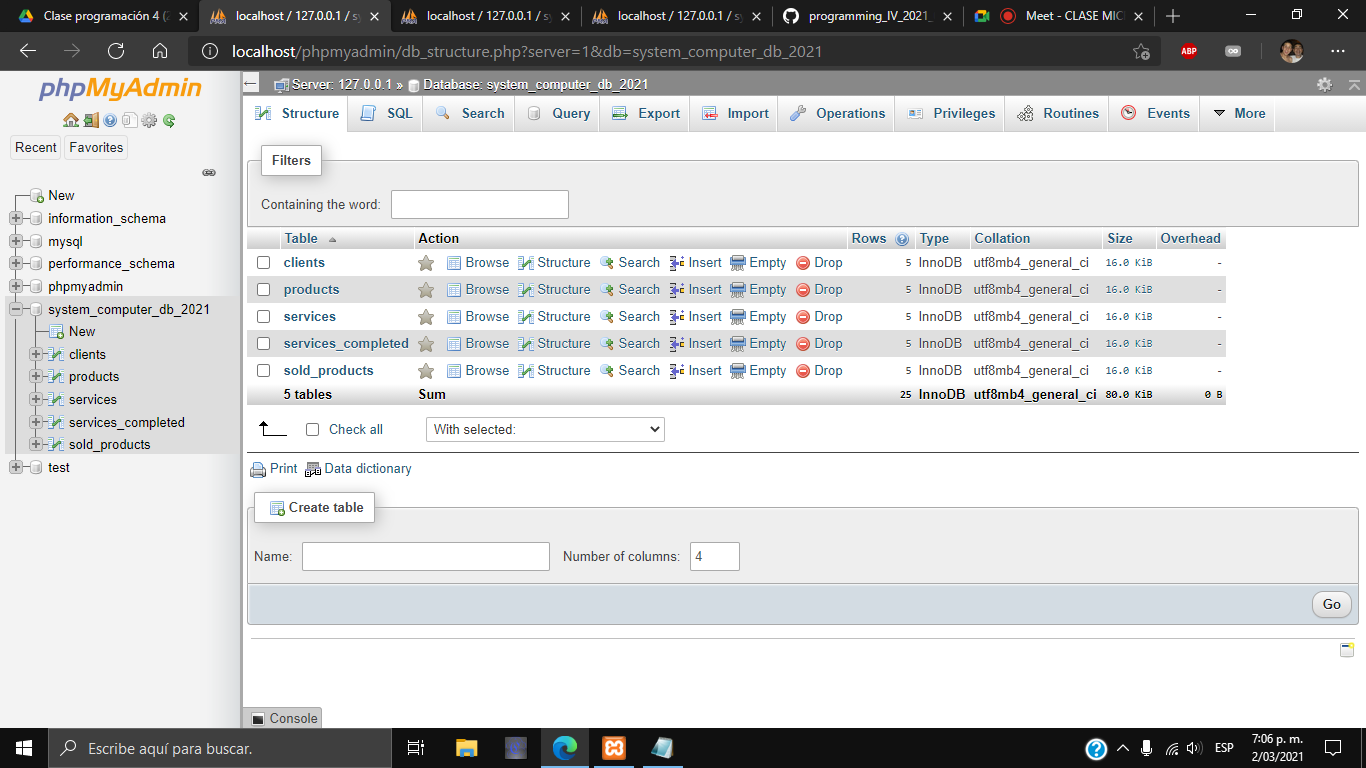 Clase programación 4 (2
localhost / 127.0.0.1 / sy
localhost / 127.0.0.1 / sy
localhost / 127.0.0.1 / sy
programming_IV_2021_
Meet - CLASE MIC
localhost/phpmyadmin/db_structure.php?server=1&db=system_computer_db_2021
ABP
phpMyAdmin
Recent Favorites
New
information_schema
mysql
performance_schema
phpmyadmin
system_computer_db_2021
New
clients
products
services
services_completed
sold_products
test
Server: 127.0.0.1 » Database: system_computer_db_2021
Structure SQL Search Query Export Import Operations Privileges Routines Events More
Filters
Containing the word:
Table Action Rows Type Collation Size Overhead
clients Browse Structure Search Insert Empty Drop 5 InnoDB utf8mb4_general_ci 16.0 KiB -
products Browse Structure Search Insert Empty Drop 5 InnoDB utf8mb4_general_ci 16.0 KiB -
services Browse Structure Search Insert Empty Drop 5 InnoDB utf8mb4_general_ci 16.0 KiB -
services_completed Browse Structure Search Insert Empty Drop 5 InnoDB utf8mb4_general_ci 16.0 KiB -
sold_products Browse Structure Search Insert Empty Drop 5 InnoDB utf8mb4_general_ci 16.0 KiB -
5 tables Sum 25 InnoDB utf8mb4_general_ci 80.0 KiB 0 B
Check all With selected:
Print Data dictionary
Create table
Name: Number of columns: 4
Go
Console
Escribe aquí para buscar.
ESP
7:06 p. m.
2/03/2021